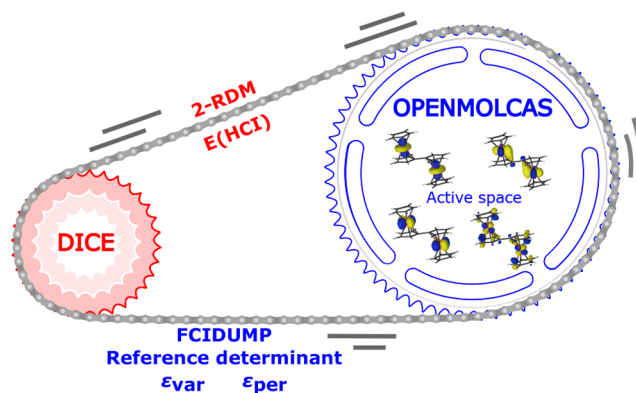 2-RDM
E(HCI)
OPENMOLCAS
Active space
DICE
FCIDUMP
Reference determinant
εvar εper